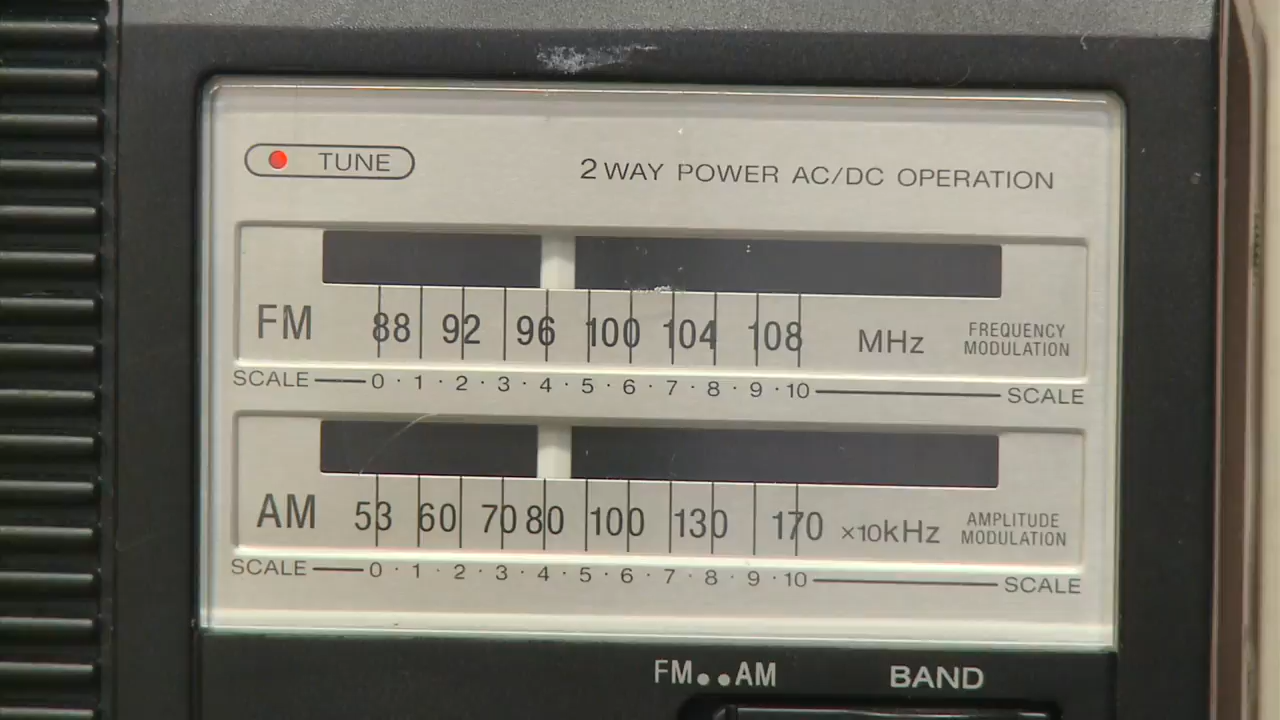 TUNE
2 WAY POWER AC/DC OPERATION
FM 88 92 96 100 104 108 MHz FREQUENCY MODULATION
SCALE 0 · 1 · 2 · 3 · 4 · 5 · 6 · 7 · 8 · 9 · 10 SCALE
AM 53 60 70 80 100 130 170 ×10kHz AMPLITUDE MODULATION
SCALE 0 · 1 · 2 · 3 · 4 · 5 · 6 · 7 · 8 · 9 · 10 SCALE
FM AM BAND